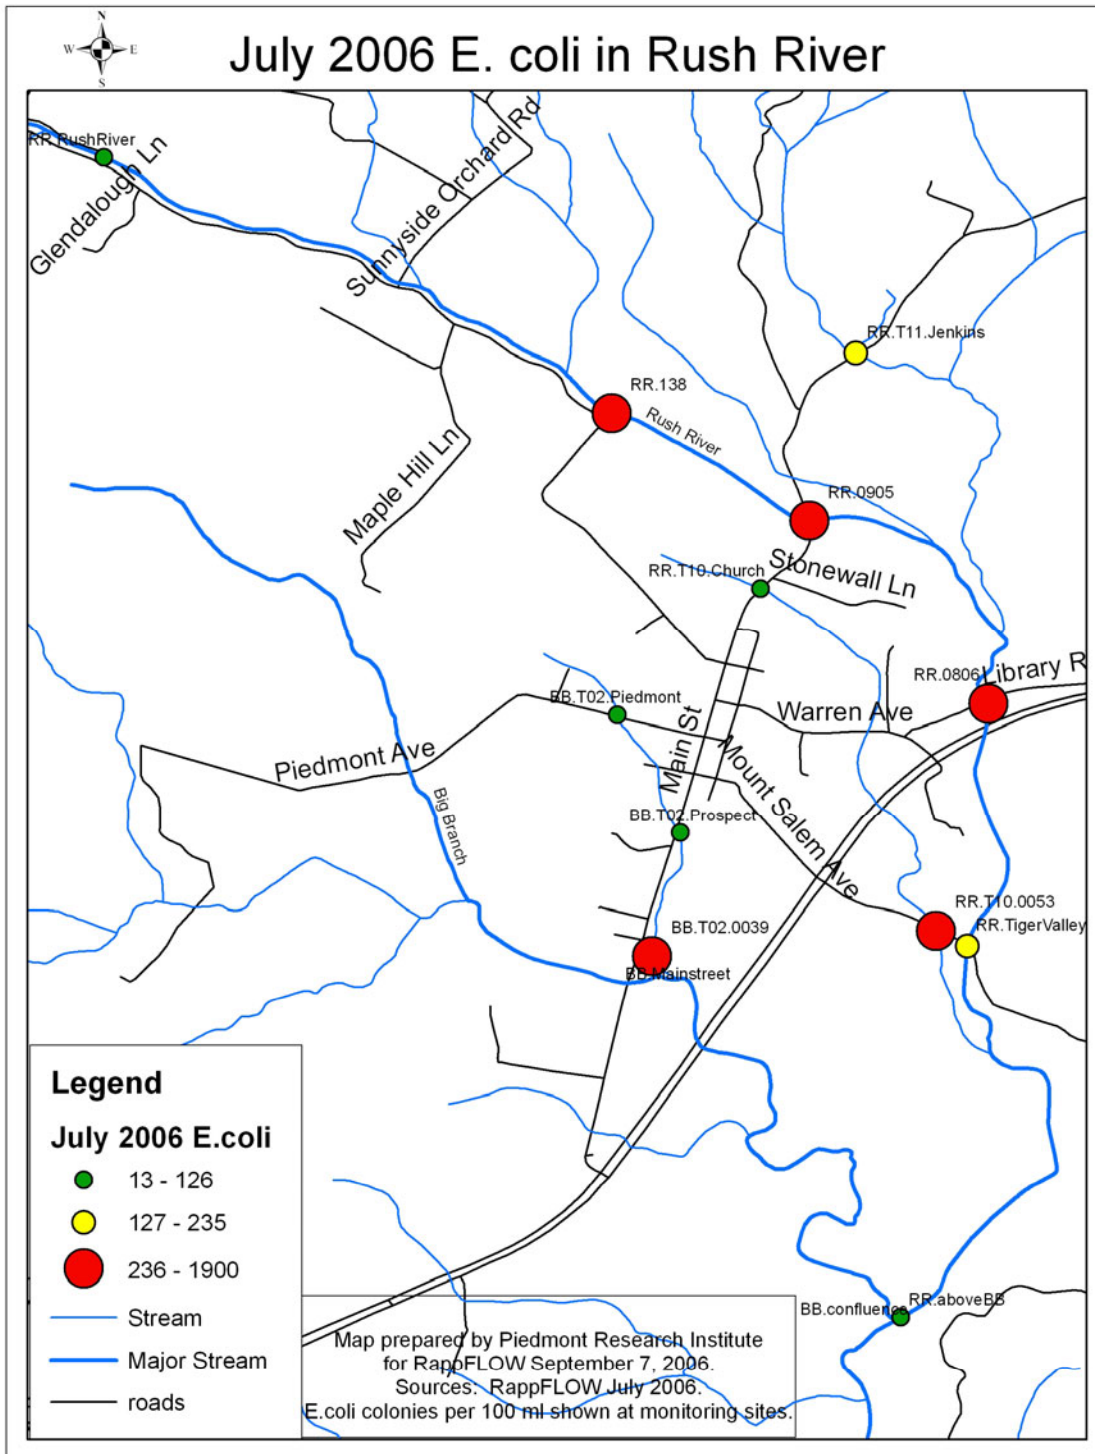 N
W E
S
July 2006 E. coli in Rush River
RR.RushRiver
Glendalough Ln
Sunnyside Orchard Rd
RR.T11.Jenkins
RR.138
Rush River
Maple Hill Ln
RR.0905
RR.T10.Church
Stonewall Ln
RR.0806
Library R
BB.T02.Piedmont
Warren Ave
Main St
Piedmont Ave
Mount Salem Ave
Big Branch
BB.T02.Prospect
RR.T10.0053
RR.TigerValley
BB.T02.0039
BB.Mainstreet
Legend
July 2006 E.coli
13 - 126
127 - 235
236 - 1900
Stream
Major Stream
roads
RR.aboveBB
BB.confluence
Map prepared by Piedmont Research Institute
for RappFLOW September 7, 2006.
Sources: RappFLOW July 2006.
E.coli colonies per 100 ml shown at monitoring sites.